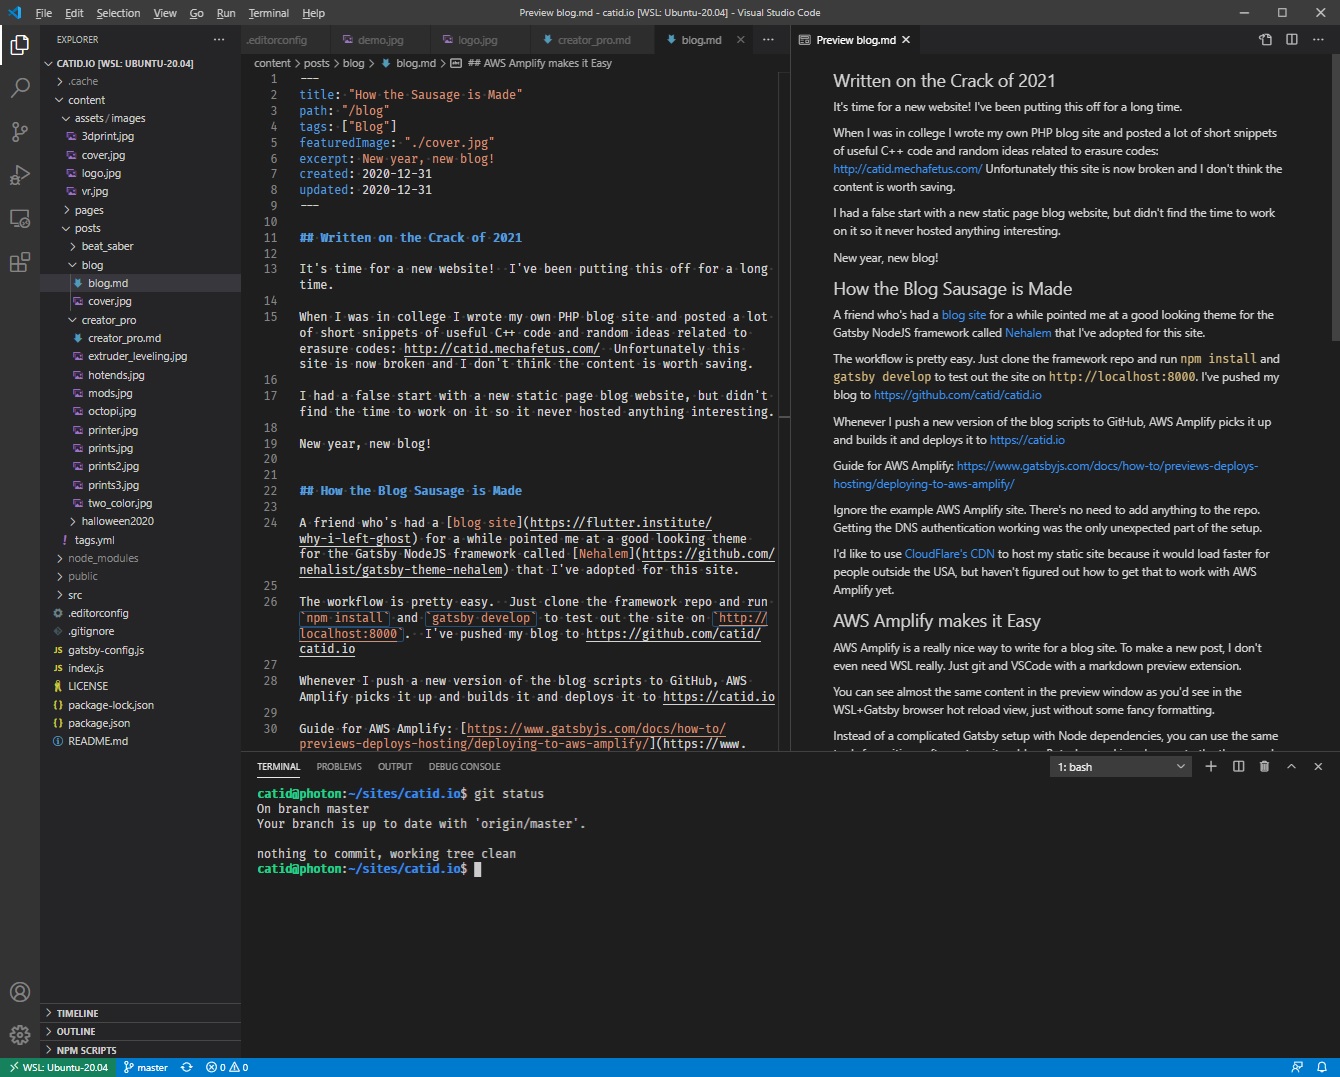 File Edit Selection View Go Run Terminal Help
Preview blog.md - catid.io [WSL: Ubuntu-20.04] - Visual Studio Code
EXPLORER
CATID.IO [WSL: UBUNTU-20.04]
.cache
content
assets/images
3dprint.jpg
cover.jpg
logo.jpg
vr.jpg
pages
posts
beat_saber
blog
blog.md
cover.jpg
creator_pro
creator_pro.md
extruder_leveling.jpg
hotends.jpg
mods.jpg
octopi.jpg
printer.jpg
prints.jpg
prints2.jpg
prints3.jpg
two_color.jpg
halloween2020
! tags.yml
node_modules
public
src
.editorconfig
.gitignore
JS gatsby-config.js
JS index.js
LICENSE
{} package-lock.json
{} package.json
README.md
TIMELINE
OUTLINE
NPM SCRIPTS
.editorconfig demo.jpg logo.jpg creator_pro.md blog.md
content > posts > blog > blog.md > ## AWS Amplify makes it Easy
1 ---
2 title: "How the Sausage is Made"
3 path: "/blog"
4 tags: ["Blog"]
5 featuredImage: "./cover.jpg"
6 excerpt: New year, new blog!
7 created: 2020-12-31
8 updated: 2020-12-31
9 ---
10
11 ## Written on the Crack of 2021
12
13 It's time for a new website!  I've been putting this off for a long
time.
14
15 When I was in college I wrote my own PHP blog site and posted a lot
of short snippets of useful C++ code and random ideas related to
erasure codes: http://catid.mechafetus.com/  Unfortunately this
site is now broken and I don't think the content is worth saving.
16
17 I had a false start with a new static page blog website, but didn't
find the time to work on it so it never hosted anything interesting.
18
19 New year, new blog!
20
21
22 ## How the Blog Sausage is Made
23
24 A friend who's had a [blog site](https://flutter.institute/
why-i-left-ghost) for a while pointed me at a good looking theme
for the Gatsby NodeJS framework called [Nehalem](https://github.com/
nehalist/gatsby-theme-nehalem) that I've adopted for this site.
25
26 The workflow is pretty easy.  Just clone the framework repo and run
`npm install` and `gatsby develop` to test out the site on `http://
localhost:8000`.  I've pushed my blog to https://github.com/catid/
catid.io
27
28 Whenever I push a new version of the blog scripts to GitHub, AWS
Amplify picks it up and builds it and deploys it to https://catid.io
29
30 Guide for AWS Amplify: [https://www.gatsbyjs.com/docs/how-to/
previews-deploys-hosting/deploying-to-aws-amplify/](https://www.
Preview blog.md
Written on the Crack of 2021
It's time for a new website! I've been putting this off for a long time.
When I was in college I wrote my own PHP blog site and posted a lot of short snippets
of useful C++ code and random ideas related to erasure codes:
http://catid.mechafetus.com/ Unfortunately this site is now broken and I don't think the
content is worth saving.
I had a false start with a new static page blog website, but didn't find the time to work
on it so it never hosted anything interesting.
New year, new blog!
How the Blog Sausage is Made
A friend who's had a blog site for a while pointed me at a good looking theme for the
Gatsby NodeJS framework called Nehalem that I've adopted for this site.
The workflow is pretty easy. Just clone the framework repo and run npm install and
gatsby develop to test out the site on http://localhost:8000. I've pushed my
blog to https://github.com/catid/catid.io
Whenever I push a new version of the blog scripts to GitHub, AWS Amplify picks it up
and builds it and deploys it to https://catid.io
Guide for AWS Amplify: https://www.gatsbyjs.com/docs/how-to/previews-deploys-
hosting/deploying-to-aws-amplify/
Ignore the example AWS Amplify site. There's no need to add anything to the repo.
Getting the DNS authentication working was the only unexpected part of the setup.
I'd like to use CloudFlare's CDN to host my static site because it would load faster for
people outside the USA, but haven't figured out how to get that to work with AWS
Amplify yet.
AWS Amplify makes it Easy
AWS Amplify is a really nice way to write for a blog site. To make a new post, I don't
even need WSL really. Just git and VSCode with a markdown preview extension.
You can see almost the same content in the preview window as you'd see in the
WSL+Gatsby browser hot reload view, just without some fancy formatting.
Instead of a complicated Gatsby setup with Node dependencies, you can use the same
TERMINAL PROBLEMS OUTPUT DEBUG CONSOLE
1: bash
catid@photon:~/sites/catid.io$ git status
On branch master
Your branch is up to date with 'origin/master'.
nothing to commit, working tree clean
catid@photon:~/sites/catid.io$
WSL: Ubuntu-20.04 master 0 0